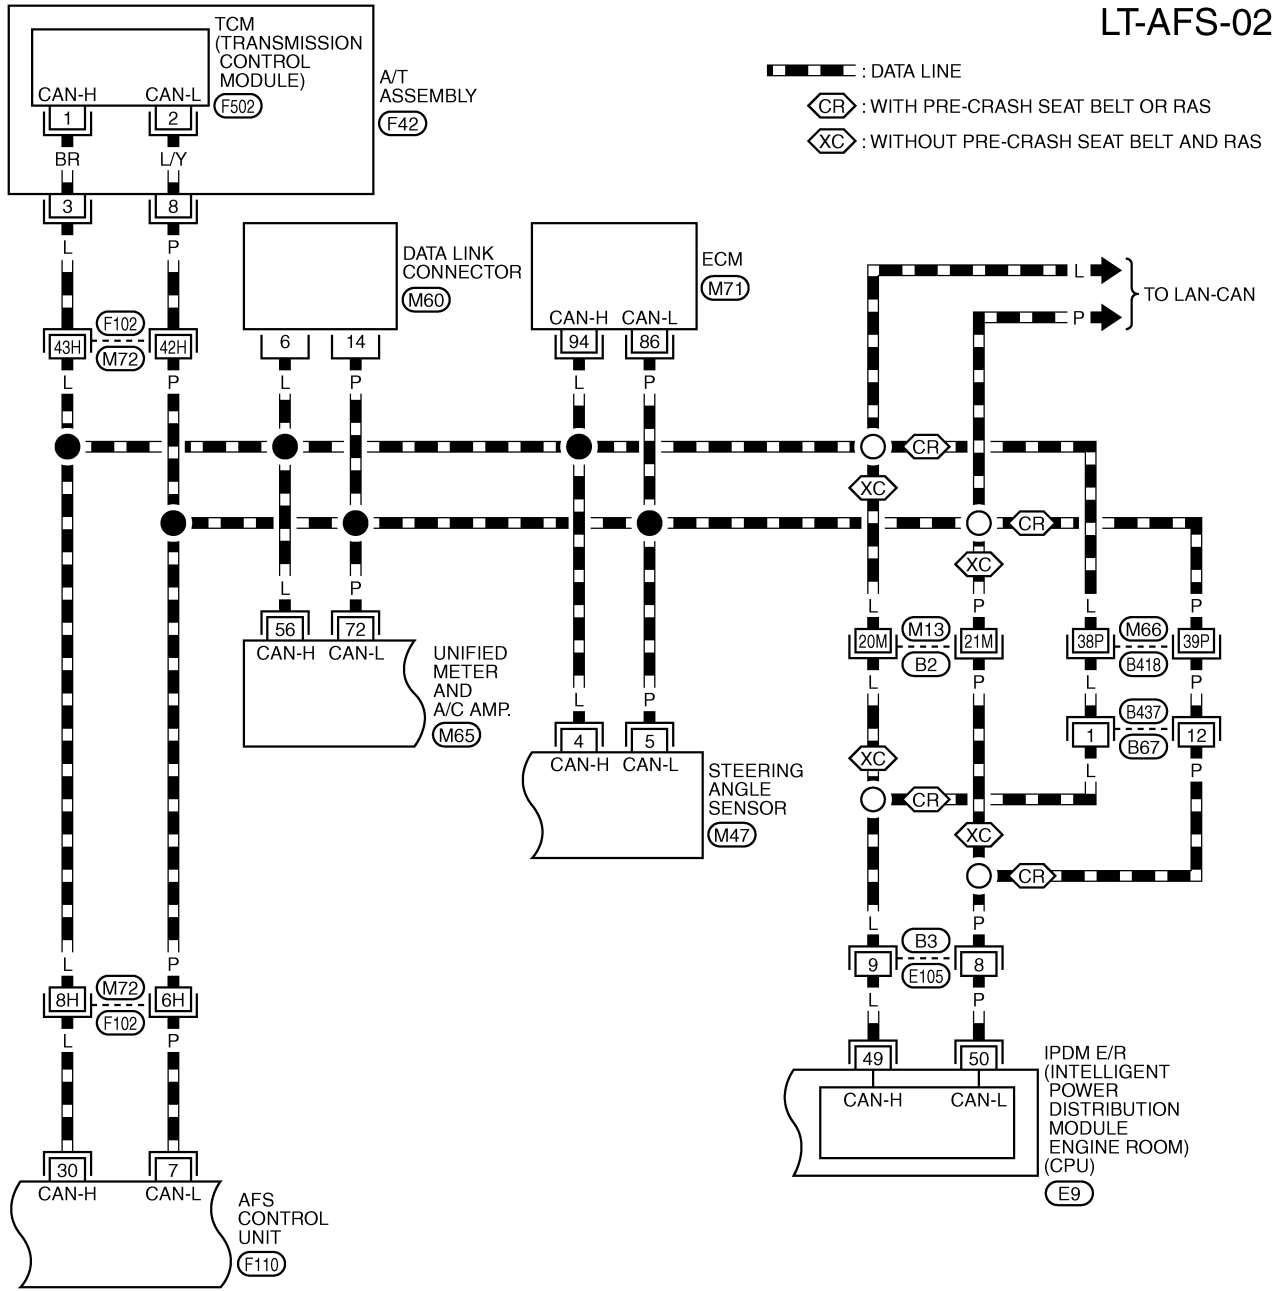 LT-AFS-02
: DATA LINE
CR : WITH PRE-CRASH SEAT BELT OR RAS
XC : WITHOUT PRE-CRASH SEAT BELT AND RAS
TCM
(TRANSMISSION
CONTROL
MODULE)
F502
CAN-H CAN-L
1 2
BR L/Y
A/T
ASSEMBLY
F42
3 8
L P
F102
43H 42H
M72
L P
DATA LINK
CONNECTOR
M60
6 14
L P
ECM
M71
CAN-H CAN-L
94 86
L P
L
P
TO LAN-CAN
CR
XC
CR
XC
L P
56 72
CAN-H CAN-L
UNIFIED
METER
AND
A/C AMP.
M65
L P
4 5
CAN-H CAN-L
STEERING
ANGLE
SENSOR
M47
L P L P
M13 M66
20M 21M 38P 39P
B2 B418
L P L P
B437
1 12
B67
L P
XC
CR
XC
CR
L P
B3
9 8
E105
L P
49 50
CAN-H CAN-L
IPDM E/R
(INTELLIGENT
POWER
DISTRIBUTION
MODULE
ENGINE ROOM)
(CPU)
E9
L P
M72
8H 6H
F102
L P
30 7
CAN-H CAN-L
AFS
CONTROL
UNIT
F110